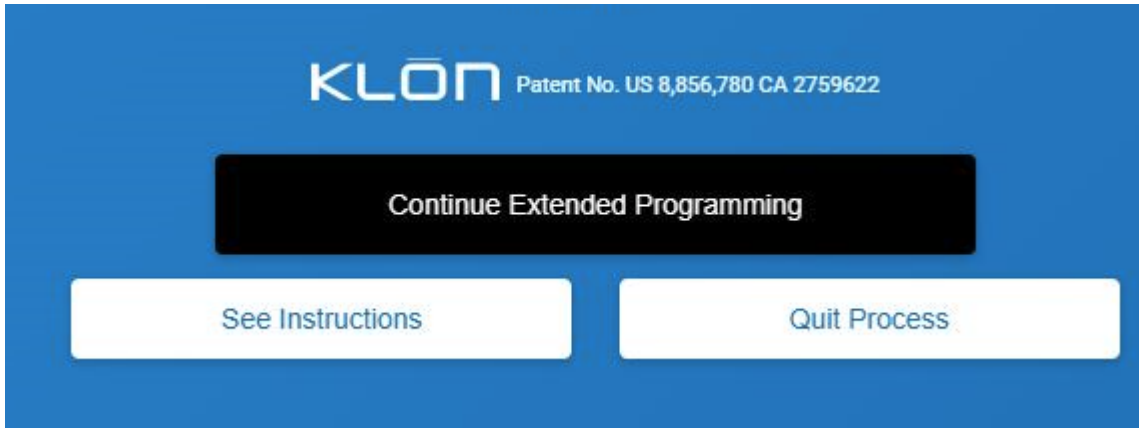 KLŌN Patent No. US 8,856,780 CA 2759622
Continue Extended Programming
See Instructions
Quit Process